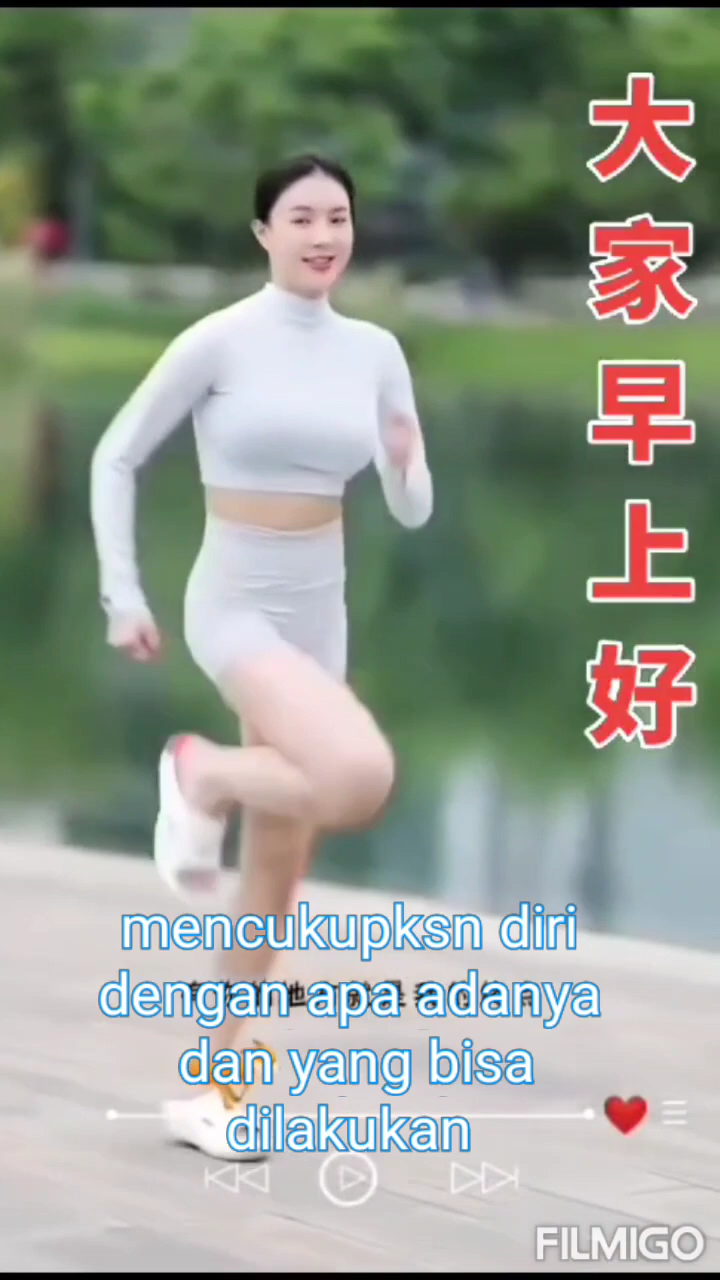 大家早上好
mencukupksn diri
dengan apa adanya
dan yang bisa
dilakukan
FILMIGO